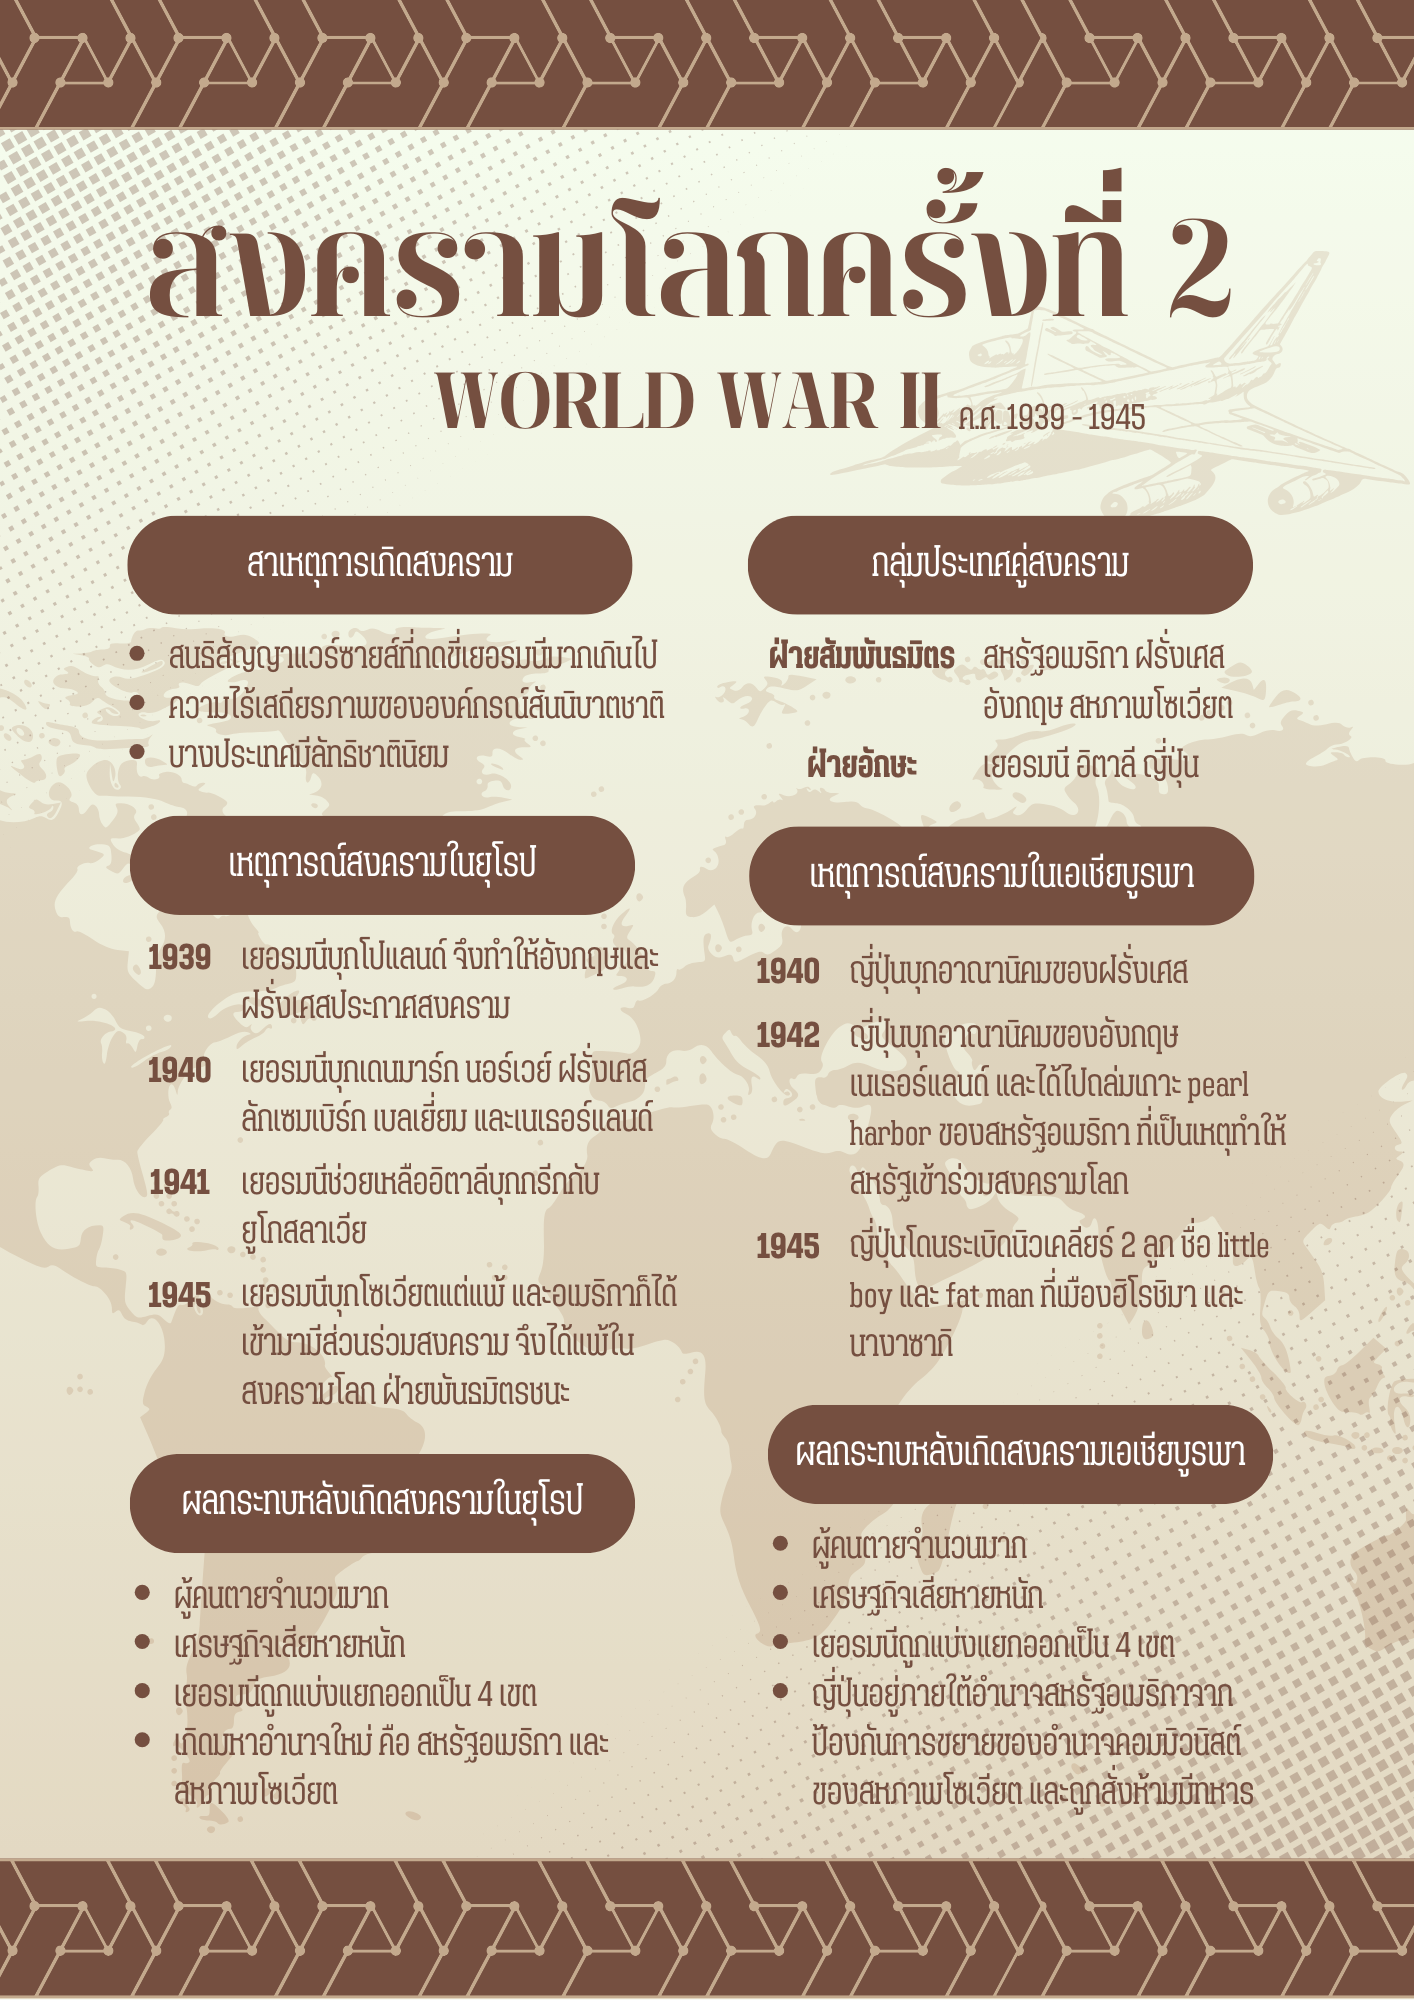 สงครามโลกครั้งที่ 2
WORLD WAR II ค.ศ. 1939 - 1945
สาเหตุการเกิดสงคราม
• สนธิสัญญาแวร์ซายส์ที่กดขี่เยอรมนีมากเกินไป
• ความไร้เสถียรภาพขององค์กรณ์สันนิบาตชาติ
• บางประเทศมีลัทธิชาตินิยม
กลุ่มประเทศคู่สงคราม
ฝ่ายสัมพันธมิตร สหรัฐอเมริกา ฝรั่งเศส
อังกฤษ สหภาพโซเวียต
ฝ่ายอักษะ เยอรมนี อิตาลี ญี่ปุ่น
เหตุการณ์สงครามในยุโรป
1939 เยอรมนีบุกโปแลนด์ จึงทำให้อังกฤษและ
ฝรั่งเศสประกาศสงคราม
1940 เยอรมนีบุกเดนมาร์ก นอร์เวย์ ฝรั่งเศส
ลักเซมเบิร์ก เบลเยี่ยม และเนเธอร์แลนด์
1941 เยอรมนีช่วยเหลืออิตาลีบุกกรีกกับ
ยูโกสลาเวีย
1945 เยอรมนีบุกโซเวียตแต่แพ้ และอเมริกาก็ได้
เข้ามามีส่วนร่วมสงคราม จึงได้แพ้ใน
สงครามโลก ฝ่ายพันธมิตรชนะ
เหตุการณ์สงครามในเอเชียบูรพา
1940 ญี่ปุ่นบุกอาณานิคมของฝรั่งเศส
1942 ญี่ปุ่นบุกอาณานิคมของอังกฤษ
เนเธอร์แลนด์ และได้ไปถล่มเกาะ pearl
harbor ของสหรัฐอเมริกา ที่เป็นเหตุทำให้
สหรัฐเข้าร่วมสงครามโลก
1945 ญี่ปุ่นโดนระเบิดนิวเคลียร์ 2 ลูก ชื่อ little
boy และ fat man ที่เมืองฮิโรชิมา และ
นางาซากิ
ผลกระทบหลังเกิดสงครามในยุโรป
• ผู้คนตายจำนวนมาก
• เศรษฐกิจเสียหายหนัก
• เยอรมนีถูกแบ่งแยกออกเป็น 4 เขต
• เกิดมหาอำนาจใหม่ คือ สหรัฐอเมริกา และ
สหภาพโซเวียต
ผลกระทบหลังเกิดสงครามเอเชียบูรพา
• ผู้คนตายจำนวนมาก
• เศรษฐกิจเสียหายหนัก
• เยอรมนีถูกแบ่งแยกออกเป็น 4 เขต
• ญี่ปุ่นอยู่ภายใต้อำนาจสหรัฐอเมริกาจาก
ป้องกันการขยายของอำนาจคอมมิวนิสต์
ของสหภาพโซเวียต และถูกสั่งห้ามมีทหาร